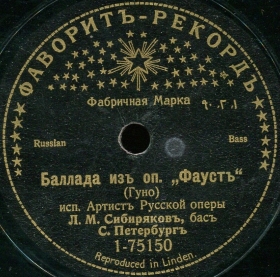 ФАВОРИТЪ-РЕКОРДЪ
Фабричная Марка
Russian
Bass
Баллада изъ оп. „Фаустъ“
(Гуно)
исп. Артистъ Русской оперы
Л. М. Сибиряковъ, басъ
С. Петербургъ
1-75150
Reproduced in Linden.